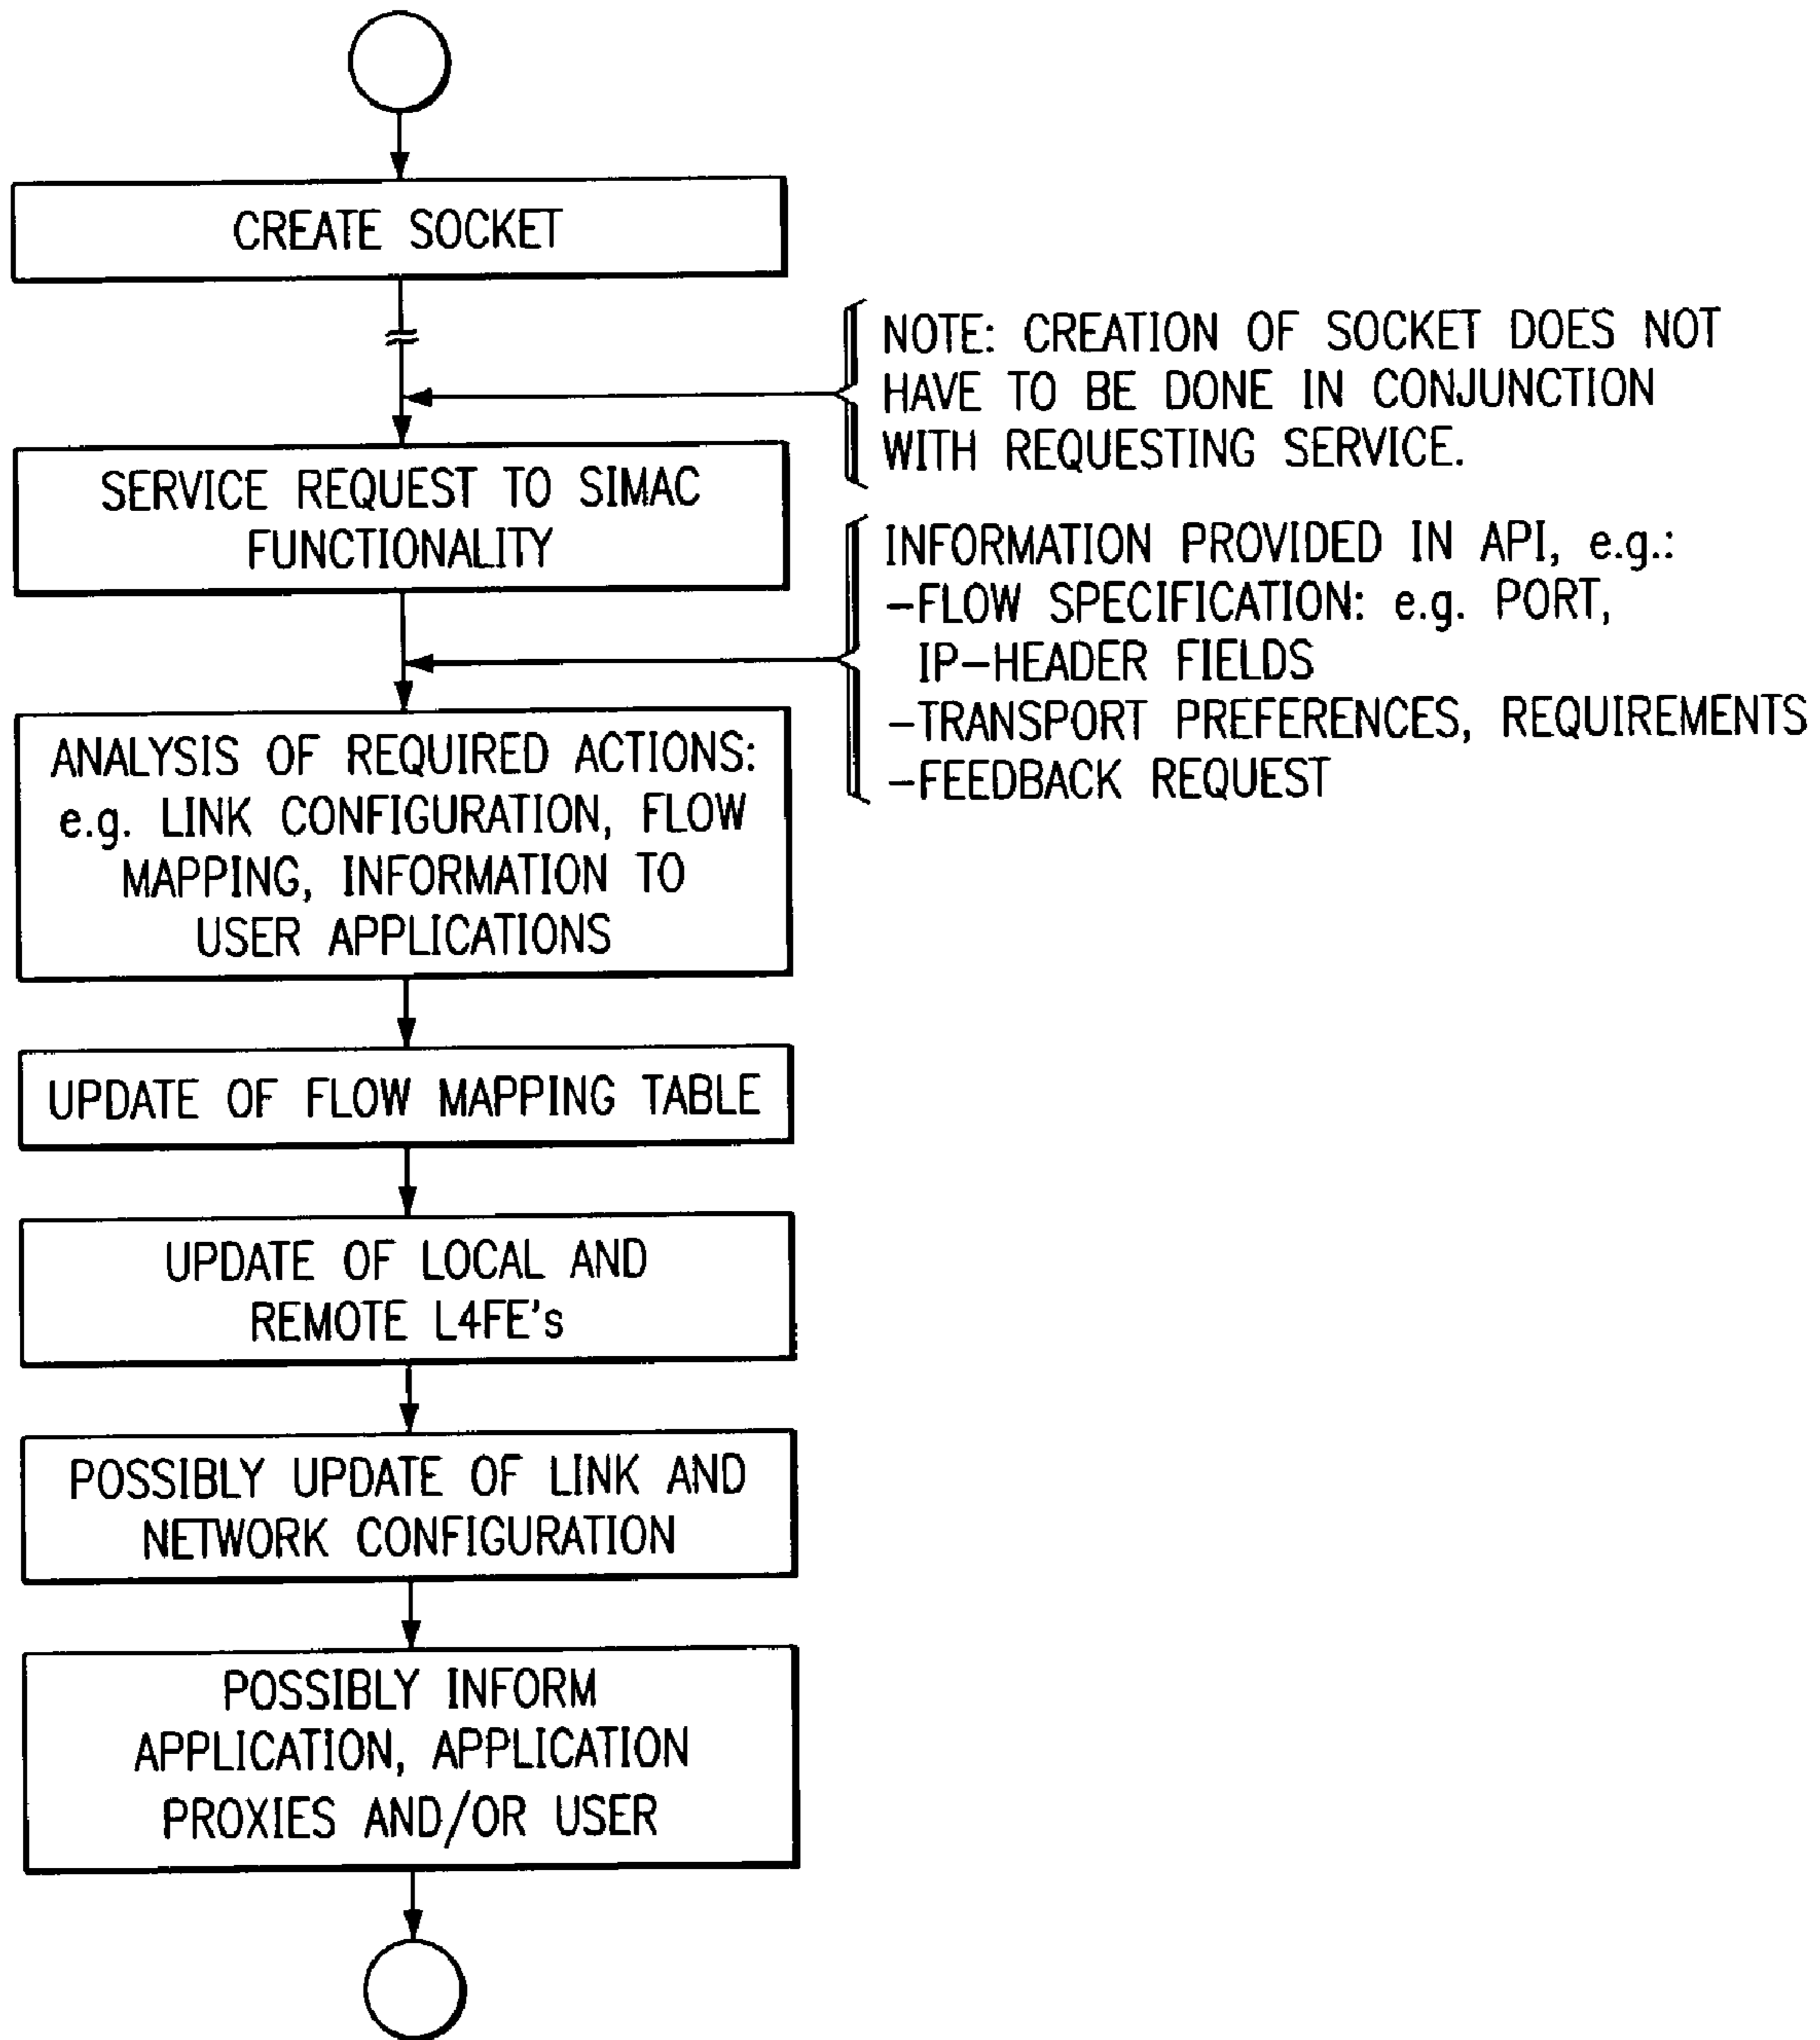 CREATE SOCKET
NOTE: CREATION OF SOCKET DOES NOT
HAVE TO BE DONE IN CONJUNCTION
WITH REQUESTING SERVICE.
SERVICE REQUEST TO SIMAC
FUNCTIONALITY
INFORMATION PROVIDED IN API, e.g.:
-FLOW SPECIFICATION: e.g. PORT,
IP-HEADER FIELDS
-TRANSPORT PREFERENCES, REQUIREMENTS
-FEEDBACK REQUEST
ANALYSIS OF REQUIRED ACTIONS:
e.g. LINK CONFIGURATION, FLOW
MAPPING, INFORMATION TO
USER APPLICATIONS
UPDATE OF FLOW MAPPING TABLE
UPDATE OF LOCAL AND
REMOTE L4FE's
POSSIBLY UPDATE OF LINK AND
NETWORK CONFIGURATION
POSSIBLY INFORM
APPLICATION, APPLICATION
PROXIES AND/OR USER